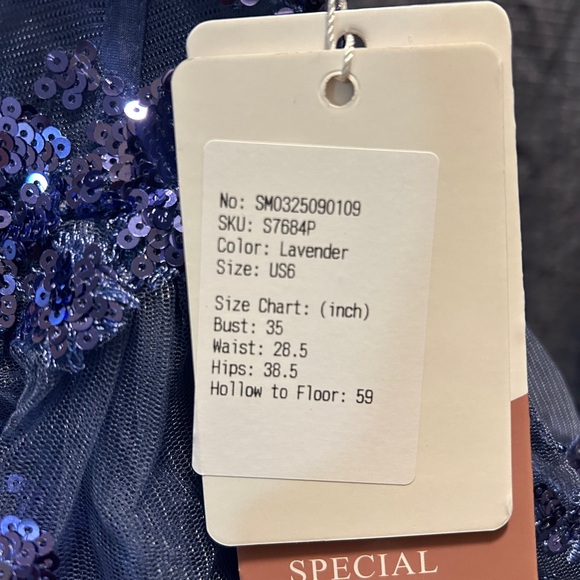 No: SM0325090109
SKU: S7684P
Color: Lavender
Size: US6
Size Chart: (inch)
Bust: 35
Waist: 28.5
Hips: 38.5
Hollow to Floor: 59
SPECIAL